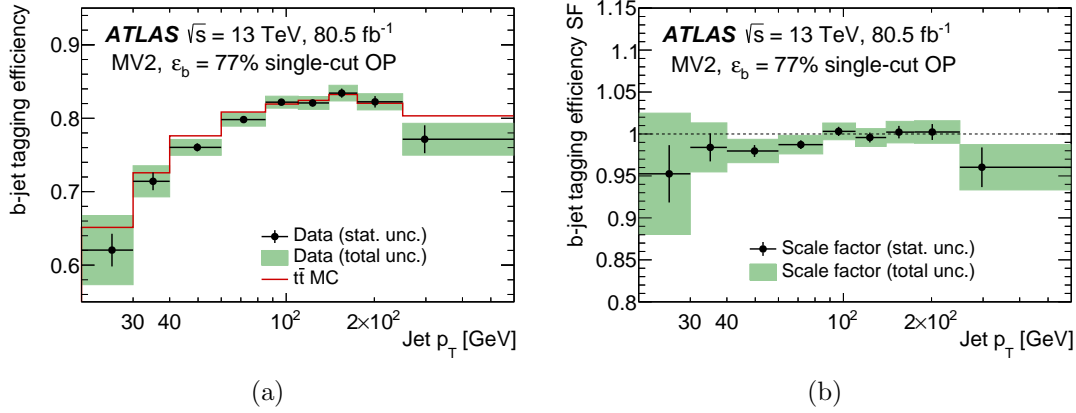 ATLAS √s = 13 TeV, 80.5 fb⁻¹
MV2, ε_b = 77% single-cut OP
b-jet tagging efficiency
0.9
0.8
0.7
0.6
Data (stat. unc.)
Data (total unc.)
tt̄ MC
30
10²
2×10²
Jet p_T [GeV]
(a)
ATLAS √s = 13 TeV, 80.5 fb⁻¹
MV2, ε_b = 77% single-cut OP
b-jet tagging efficiency SF
1.15
1.1
1.05
1
0.95
0.9
0.85
0.8
Scale factor (stat. unc.)
Scale factor (total unc.)
20
30
40
10²
2×10²
Jet p_T [GeV]
(b)